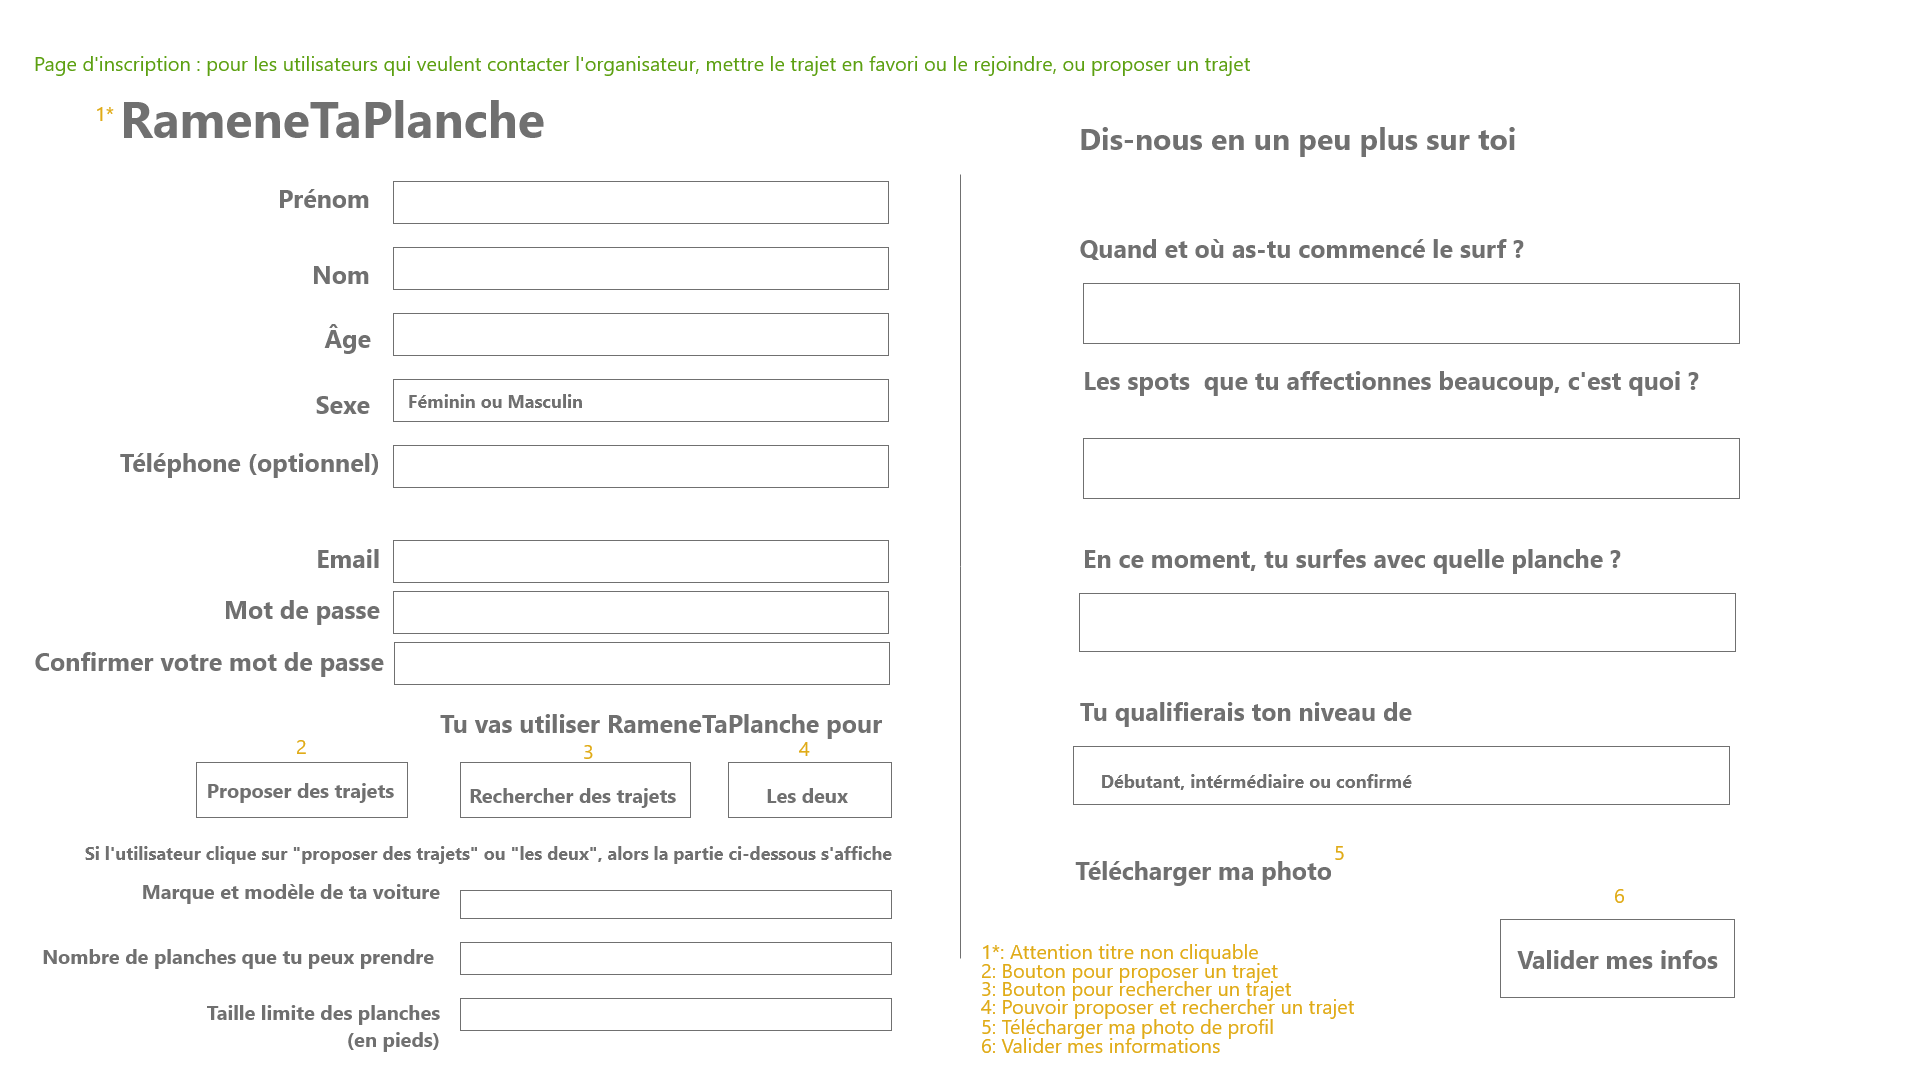 Page d'inscription : pour les utilisateurs qui veulent contacter l'organisateur, mettre le trajet en favori ou le rejoindre, ou proposer un trajet
1* RameneTaPlanche
Prénom
Nom
Âge
Sexe
Féminin ou Masculin
Téléphone (optionnel)
Email
Mot de passe
Confirmer votre mot de passe
Tu vas utiliser RameneTaPlanche pour
2
3
4
Proposer des trajets
Rechercher des trajets
Les deux
Si l'utilisateur clique sur "proposer des trajets" ou "les deux", alors la partie ci-dessous s'affiche
Marque et modèle de ta voiture
Nombre de planches que tu peux prendre
Taille limite des planches
(en pieds)
Dis-nous en un peu plus sur toi
Quand et où as-tu commencé le surf ?
Les spots  que tu affectionnes beaucoup, c'est quoi ?
En ce moment, tu surfes avec quelle planche ?
Tu qualifierais ton niveau de
Débutant, intérmédiaire ou confirmé
Télécharger ma photo
5
6
Valider mes infos
1*: Attention titre non cliquable
2: Bouton pour proposer un trajet
3: Bouton pour rechercher un trajet
4: Pouvoir proposer et rechercher un trajet
5: Télécharger ma photo de profil
6: Valider mes informations